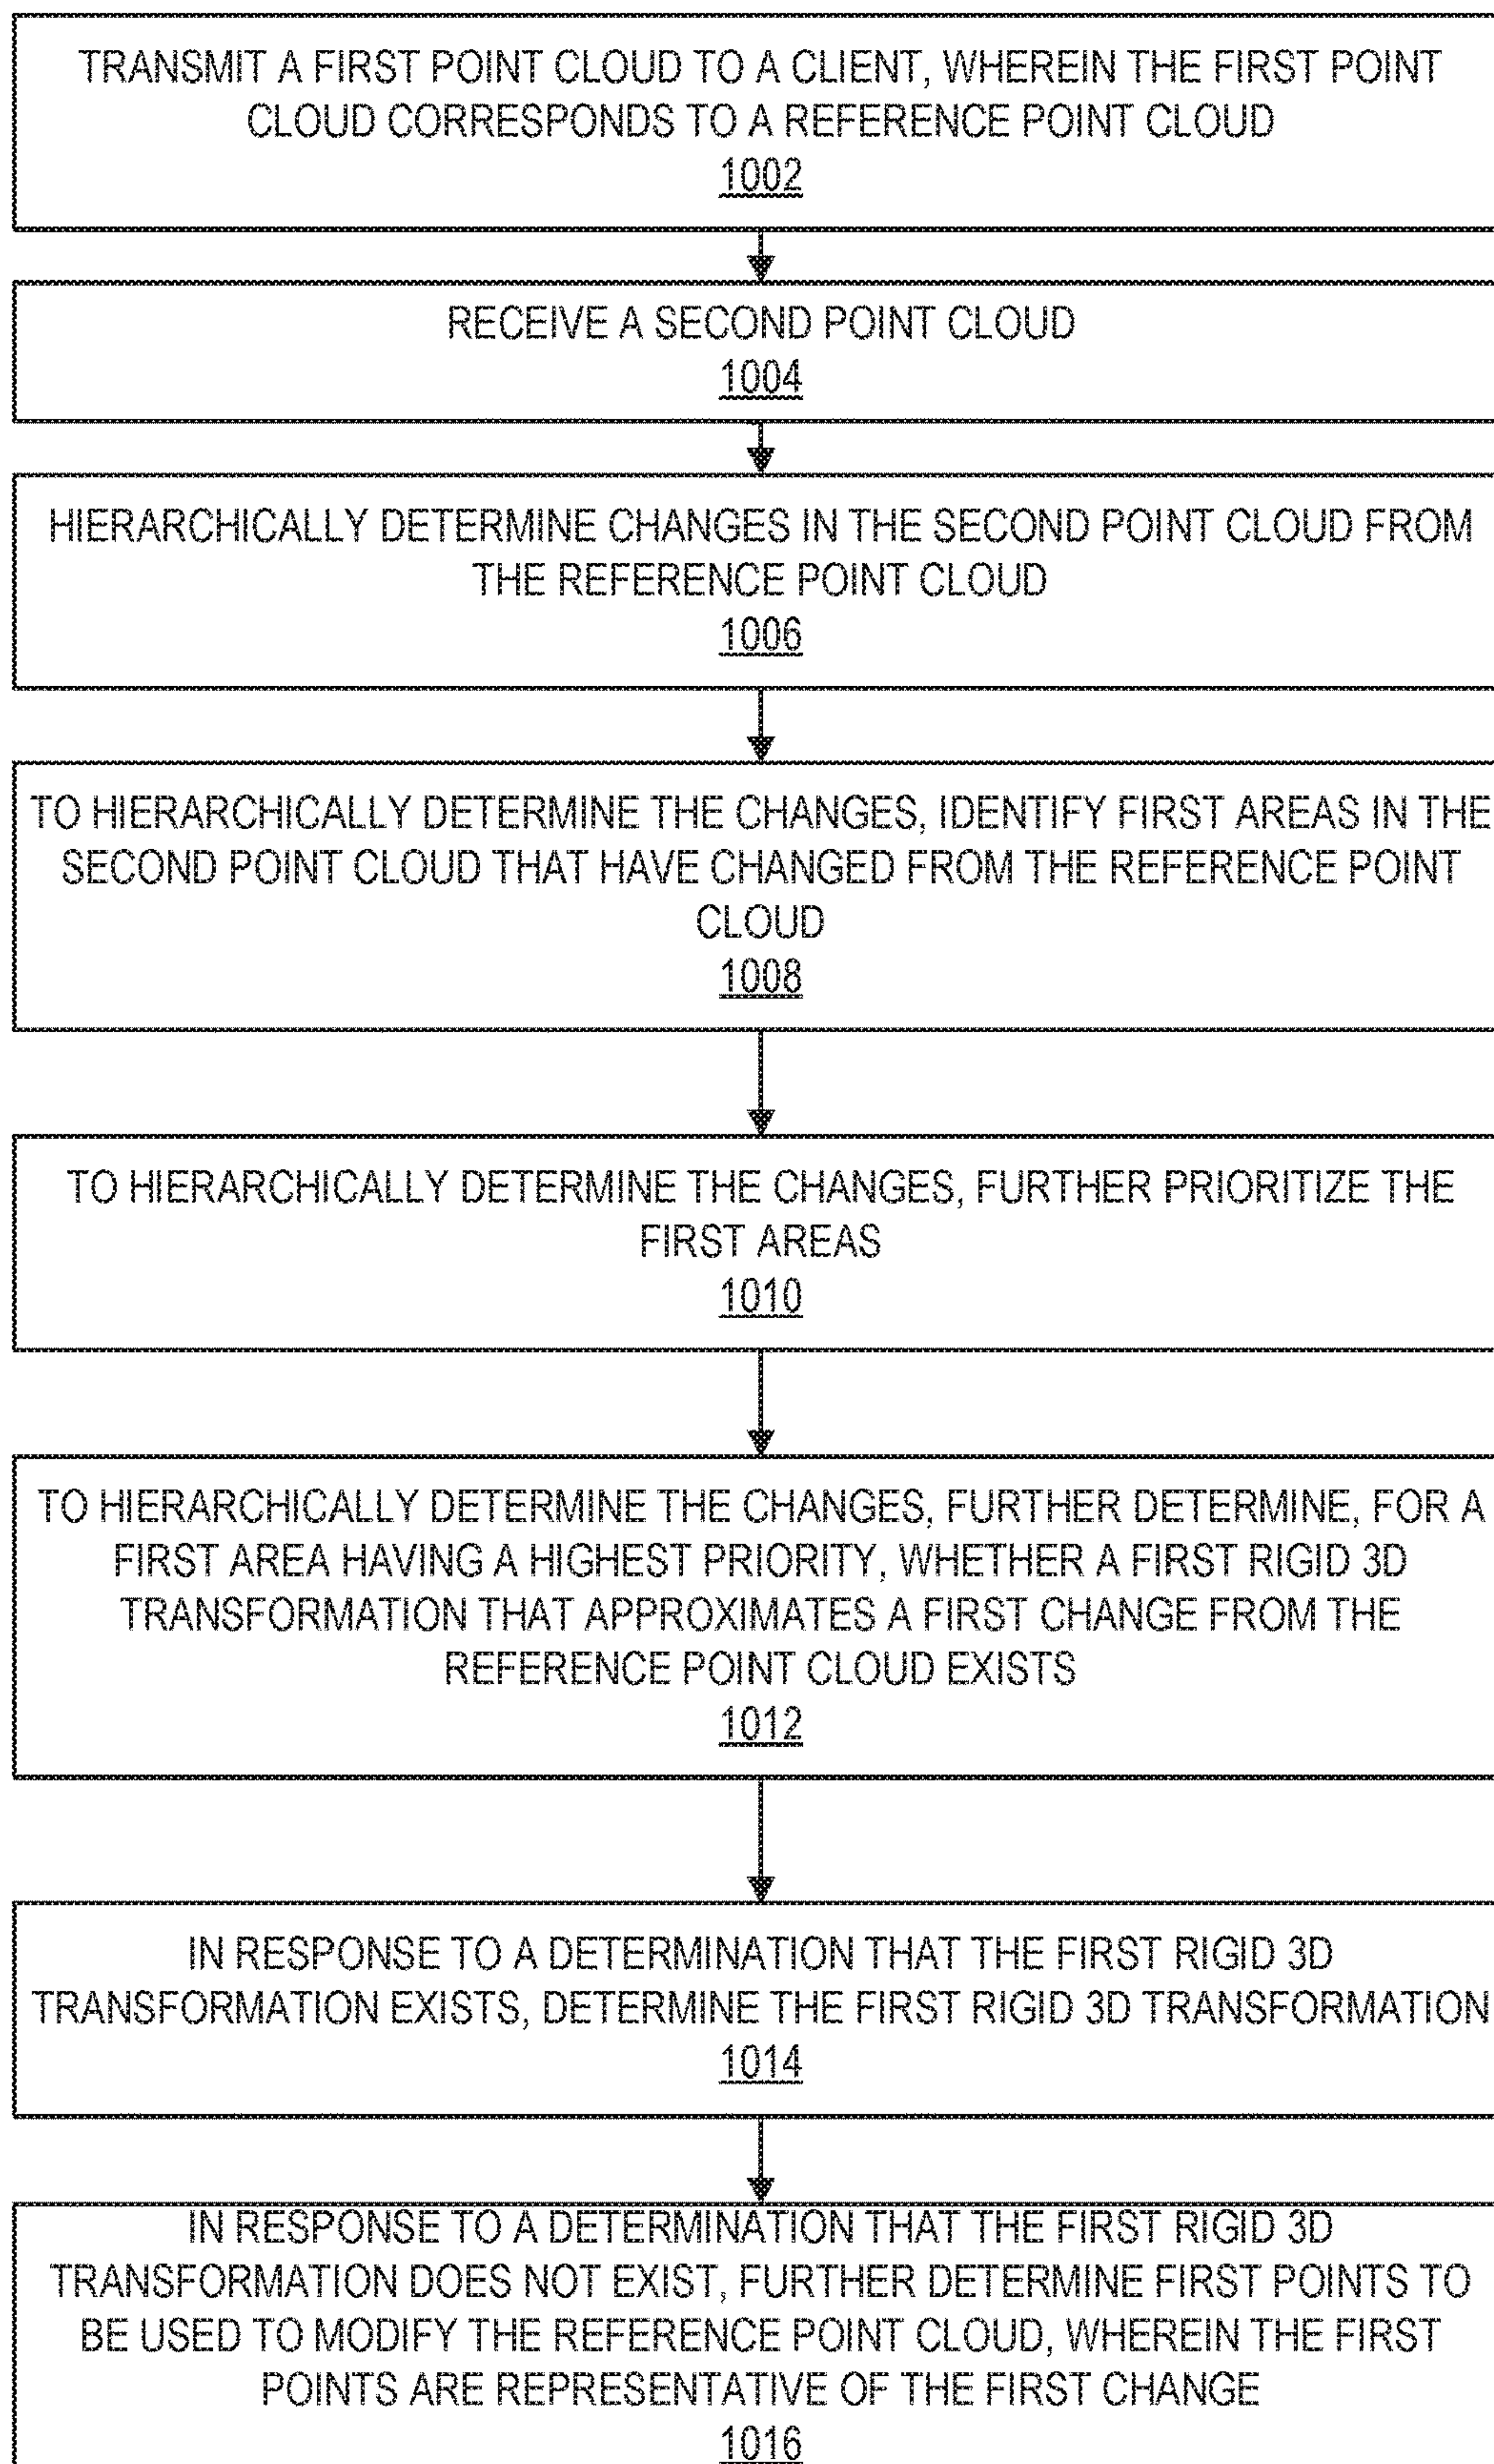 TRANSMIT A FIRST POINT CLOUD TO A CLIENT, WHEREIN THE FIRST POINT
CLOUD CORRESPONDS TO A REFERENCE POINT CLOUD
1002
RECEIVE A SECOND POINT CLOUD
1004
HIERARCHICALLY DETERMINE CHANGES IN THE SECOND POINT CLOUD FROM
THE REFERENCE POINT CLOUD
1006
TO HIERARCHICALLY DETERMINE THE CHANGES, IDENTIFY FIRST AREAS IN THE
SECOND POINT CLOUD THAT HAVE CHANGED FROM THE REFERENCE POINT
CLOUD
1008
TO HIERARCHICALLY DETERMINE THE CHANGES, FURTHER PRIORITIZE THE
FIRST AREAS
1010
TO HIERARCHICALLY DETERMINE THE CHANGES, FURTHER DETERMINE, FOR A
FIRST AREA HAVING A HIGHEST PRIORITY, WHETHER A FIRST RIGID 3D
TRANSFORMATION THAT APPROXIMATES A FIRST CHANGE FROM THE
REFERENCE POINT CLOUD EXISTS
1012
IN RESPONSE TO A DETERMINATION THAT THE FIRST RIGID 3D
TRANSFORMATION EXISTS, DETERMINE THE FIRST RIGID 3D TRANSFORMATION
1014
IN RESPONSE TO A DETERMINATION THAT THE FIRST RIGID 3D
TRANSFORMATION DOES NOT EXIST, FURTHER DETERMINE FIRST POINTS TO
BE USED TO MODIFY THE REFERENCE POINT CLOUD, WHEREIN THE FIRST
POINTS ARE REPRESENTATIVE OF THE FIRST CHANGE
1016